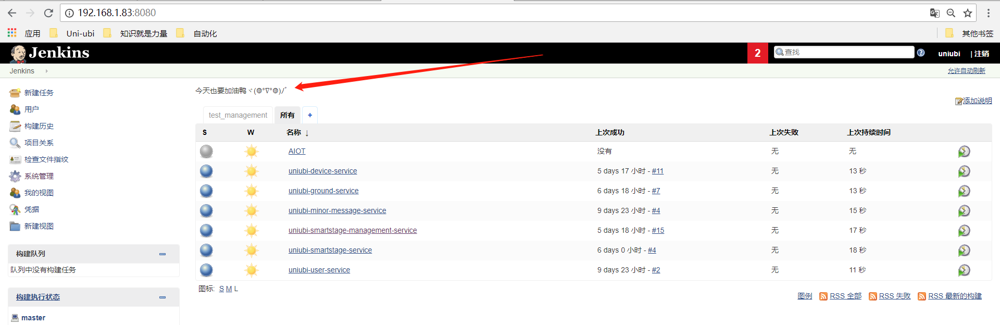 192.168.1.83:8080
应用 Uni-ubi 知识就是力量 自动化 其他书签
Jenkins 2 查找 uniubi | 注销
Jenkins 允许自动刷新
今天也要加油鸭ヾ(◍°∇°◍)ﾉﾞ
添加说明
新建任务
用户
构建历史
项目关系
检查文件指纹
系统管理
我的视图
凭据
新建视图
构建队列
队列中没有构建任务
构建执行状态
master
test_management 所有 +
S W 名称 ↓ 上次成功 上次失败 上次持续时间
AIOT 没有 无 无
uniubi-device-service 5 days 17 小时 - #11 无 13 秒
uniubi-ground-service 6 days 18 小时 - #7 无 13 秒
uniubi-minor-message-service 9 days 23 小时 - #4 无 15 秒
uniubi-smartstage-management-service 5 days 18 小时 - #15 无 17 秒
uniubi-smartstage-service 6 days 0 小时 - #4 无 18 秒
uniubi-user-service 9 days 23 小时 - #2 无 11 秒
图标: S M L
图例 RSS 全部 RSS 失败 RSS 最新的构建